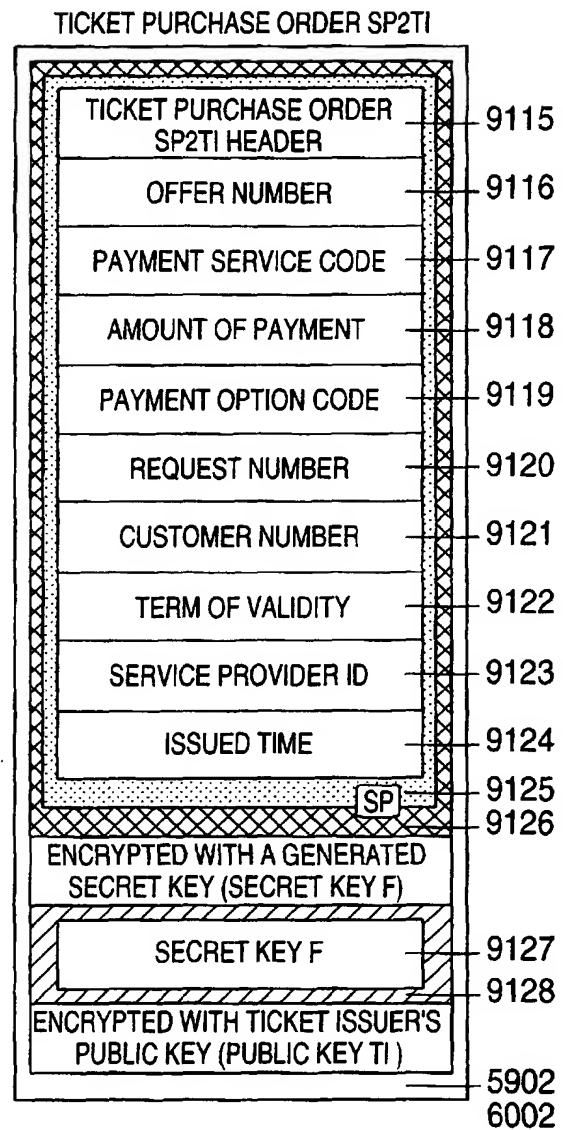 TICKET PURCHASE ORDER SP2TI
TICKET PURCHASE ORDER
SP2TI HEADER
9115
OFFER NUMBER
9116
PAYMENT SERVICE CODE
9117
AMOUNT OF PAYMENT
9118
PAYMENT OPTION CODE
9119
REQUEST NUMBER
9120
CUSTOMER NUMBER
9121
TERM OF VALIDITY
9122
SERVICE PROVIDER ID
9123
ISSUED TIME
9124
SP
9125
9126
ENCRYPTED WITH A GENERATED
SECRET KEY (SECRET KEY F)
SECRET KEY F
9127
9128
ENCRYPTED WITH TICKET ISSUER'S
PUBLIC KEY (PUBLIC KEY TI )
5902
6002